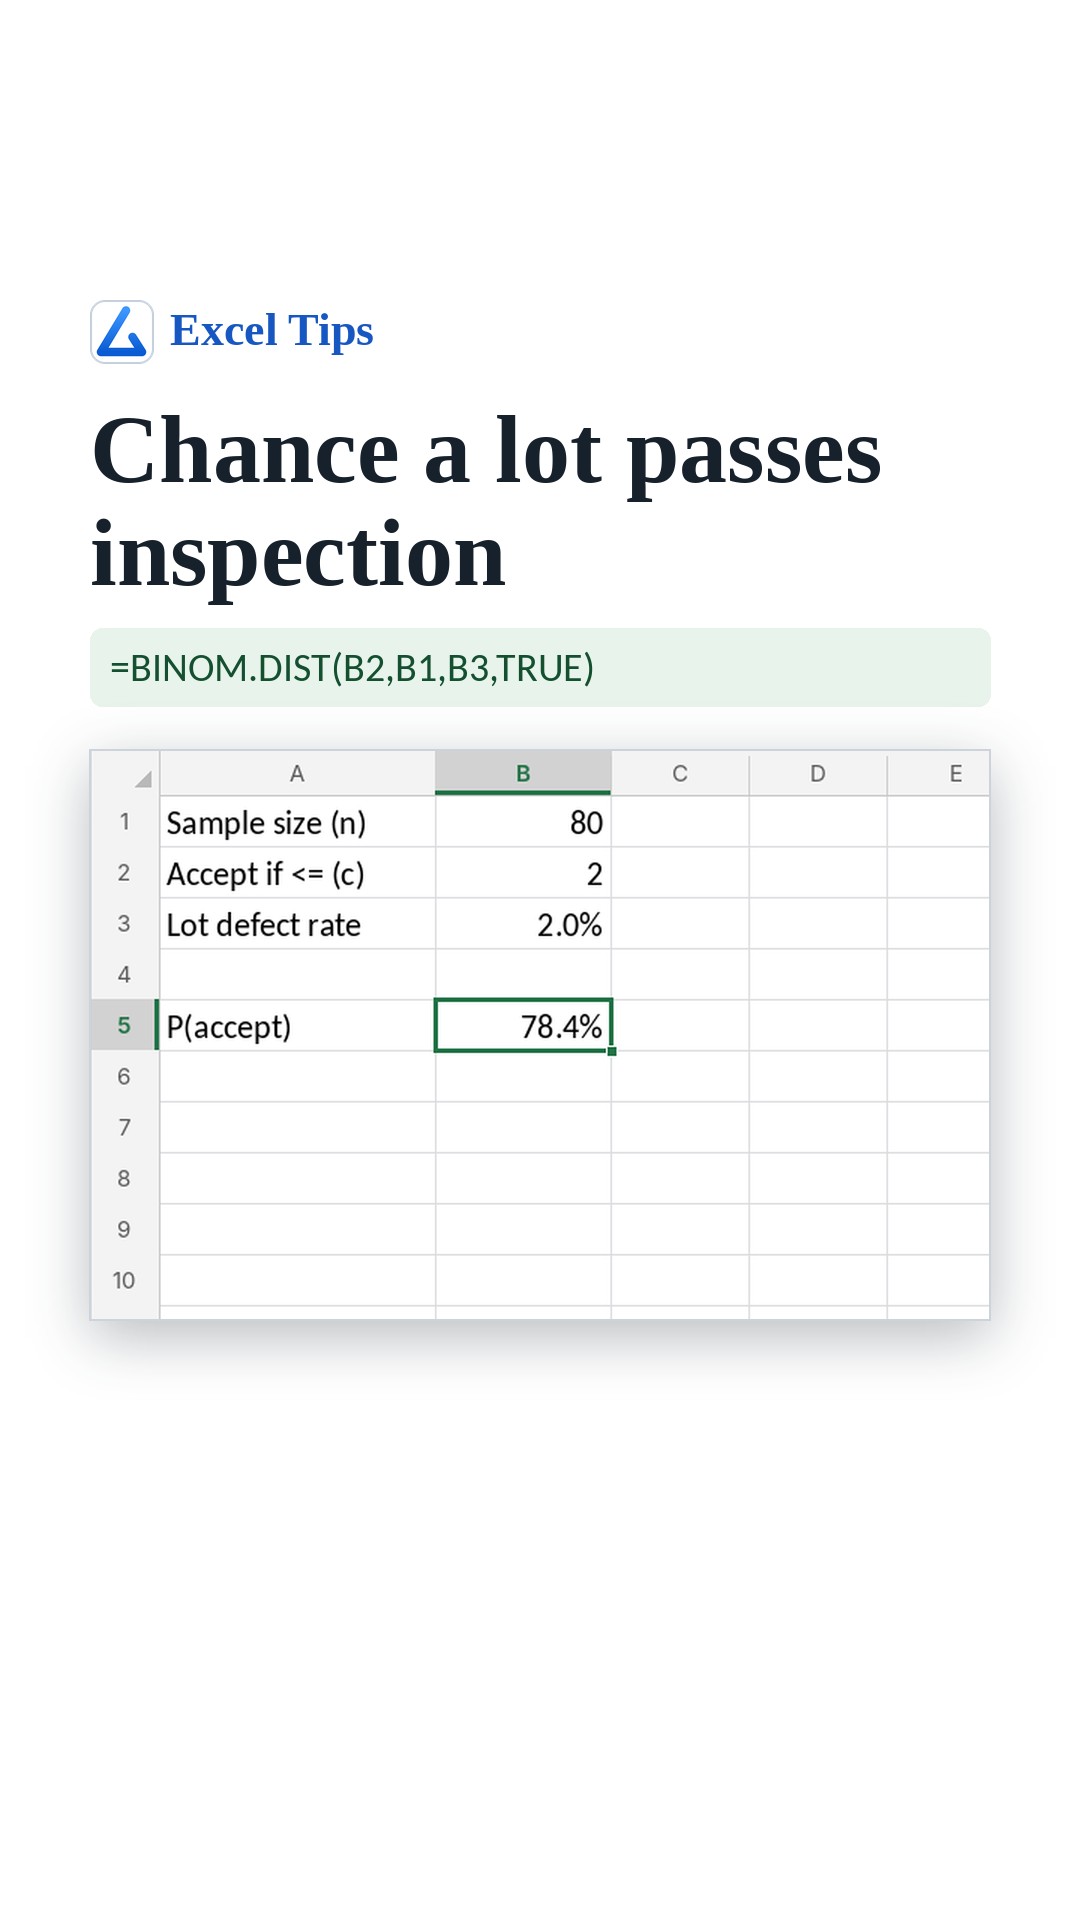 Excel Tips
Chance a lot passes
inspection
=BINOM.DIST(B2,B1,B3,TRUE)
A B C D E
1 Sample size (n) 80
2 Accept if <= (c) 2
3 Lot defect rate 2.0%
4
5 P(accept) 78.4%
6
7
8
9
10